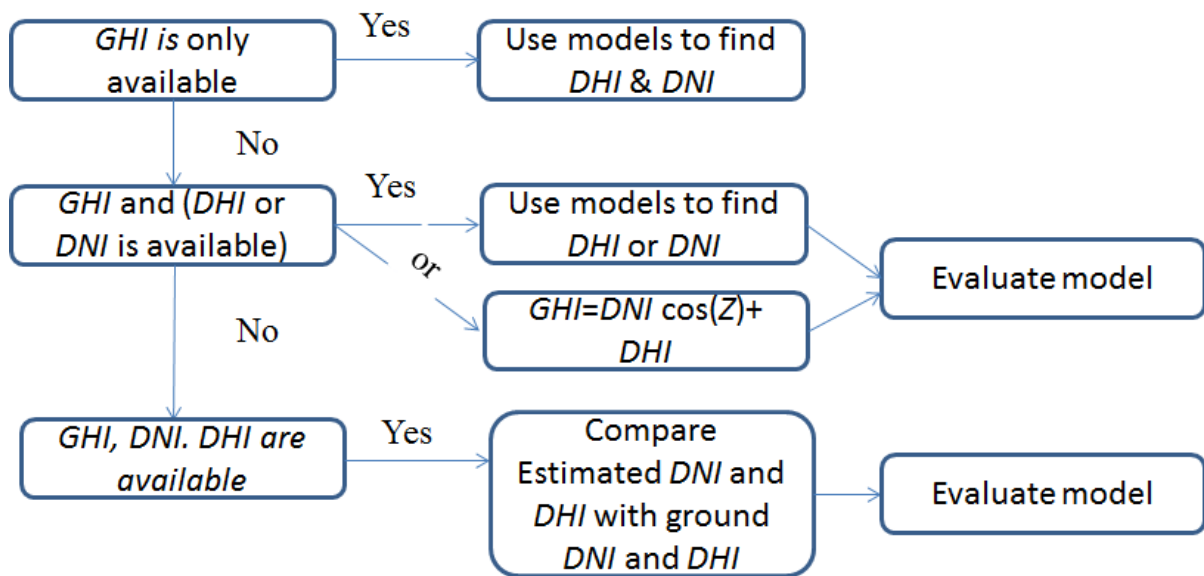 GHI is only
available
Yes
Use models to find
DHI & DNI
No
GHI and (DHI or
DNI is available)
Yes
or
Use models to find
DHI or DNI
GHI=DNI cos(Z)+
DHI
Evaluate model
No
GHI, DNI. DHI are
available
Yes
Compare
Estimated DNI and
DHI with ground
DNI and DHI
Evaluate model